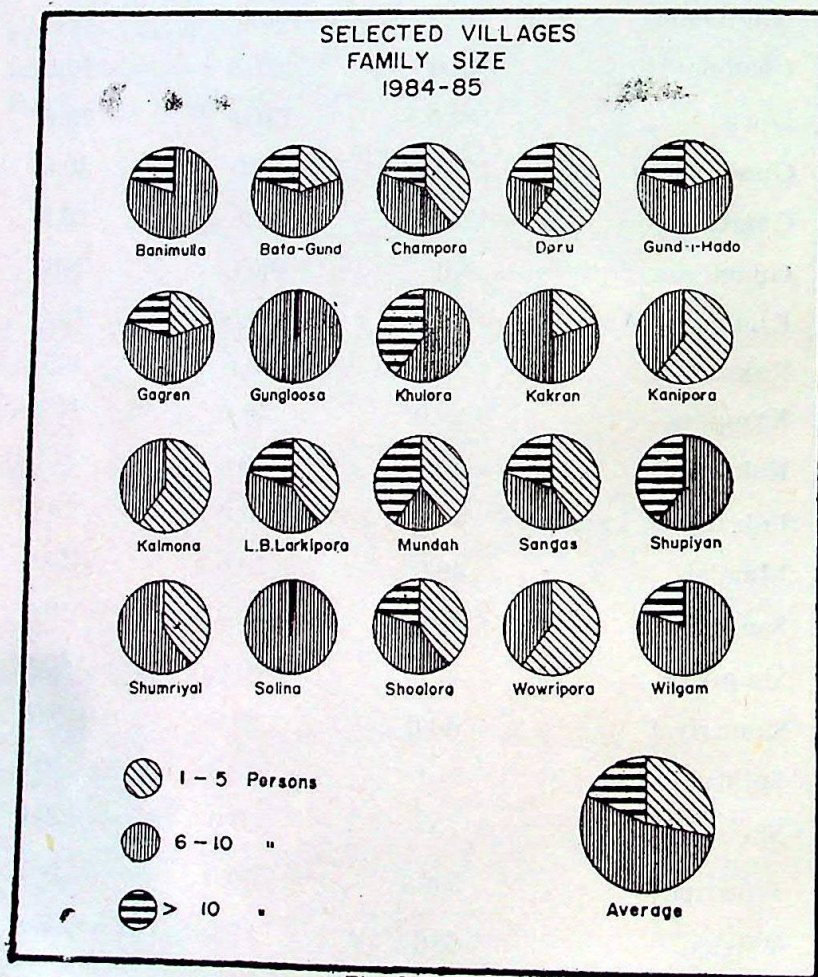 SELECTED VILLAGES
FAMILY SIZE
1984-85
Banimulla Bata-Gund Champora Doru Gund-i-Hado
Gagren Gungloosa Khulora Kakran Kanipora
Kalmona L.B.Larkipora Mundah Sangas Shupiyan
Shumriyal Solina Shoolora Wowripora Wilgam
1 - 5 Persons
6 - 10 "
> 10 "
Average